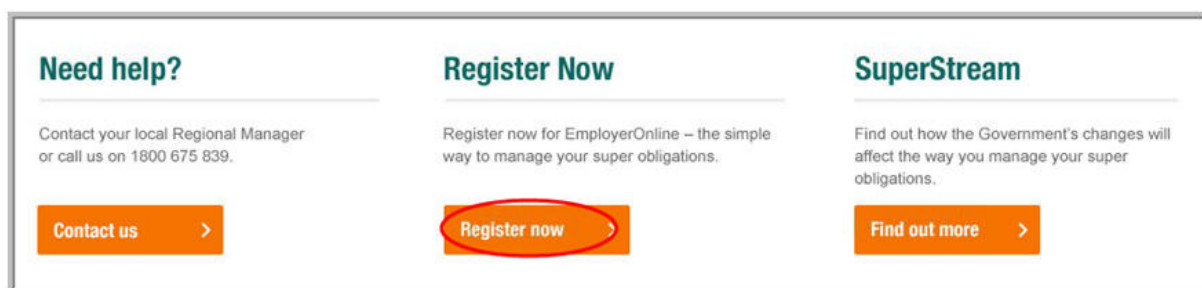 Need help?
Contact your local Regional Manager
or call us on 1800 675 839.
Contact us
Register Now
Register now for EmployerOnline – the simple
way to manage your super obligations.
Register now
SuperStream
Find out how the Government's changes will
affect the way you manage your super
obligations.
Find out more